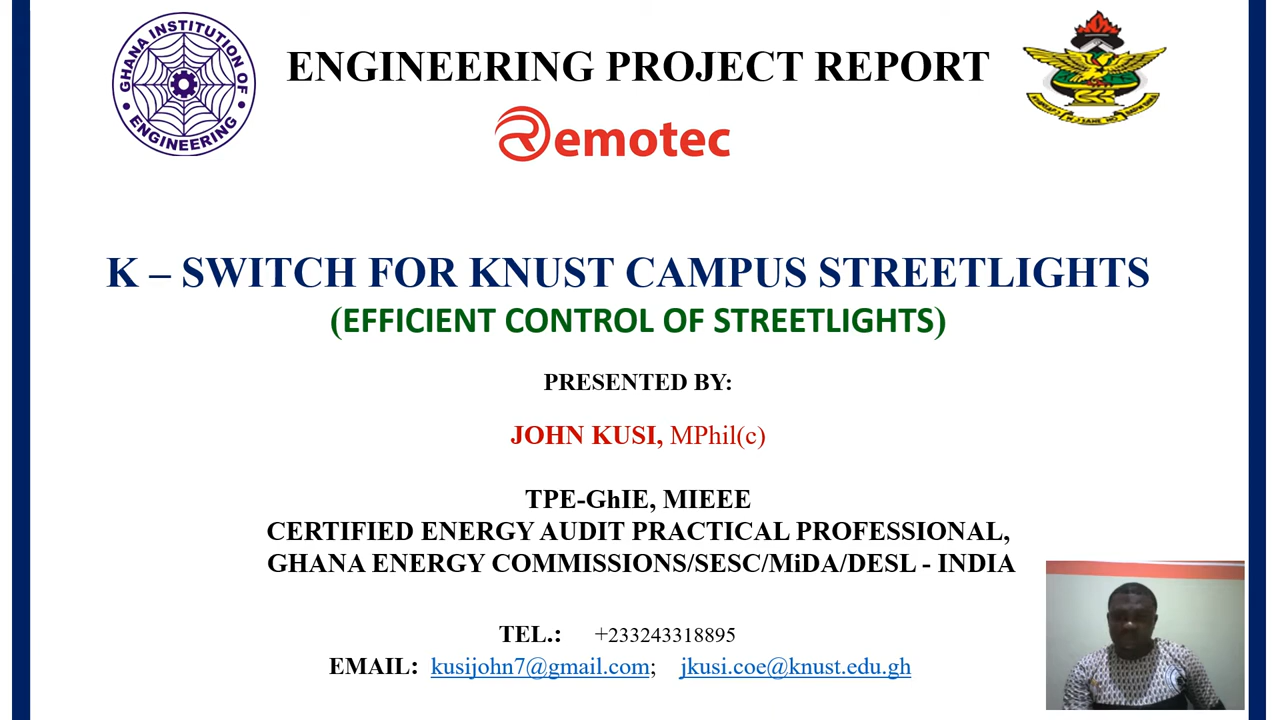 GHANA INSTITUTION OF
• ENGINEERING •
ENGINEERING PROJECT REPORT
Remotec
K – SWITCH FOR KNUST CAMPUS STREETLIGHTS
(EFFICIENT CONTROL OF STREETLIGHTS)
PRESENTED BY:
JOHN KUSI, MPhil(c)
TPE-GhIE, MIEEE
CERTIFIED ENERGY AUDIT PRACTICAL PROFESSIONAL,
GHANA ENERGY COMMISSIONS/SESC/MiDA/DESL - INDIA
TEL.: +233243318895
EMAIL: kusijohn7@gmail.com; jkusi.coe@knust.edu.gh